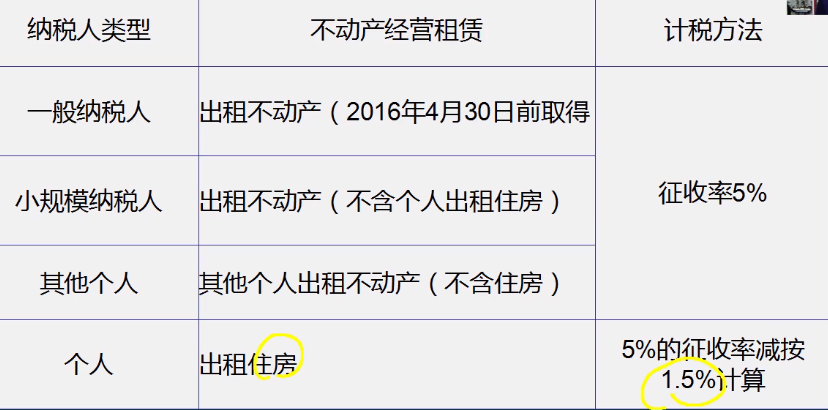 纳税人类型 不动产经营租赁 计税方法
一般纳税人 出租不动产（2016年4月30日前取得
小规模纳税人 出租不动产（不含个人出租住房） 征收率5%
其他个人 其他个人出租不动产（不含住房）
个人 出租住房 5%的征收率减按
1.5%计算